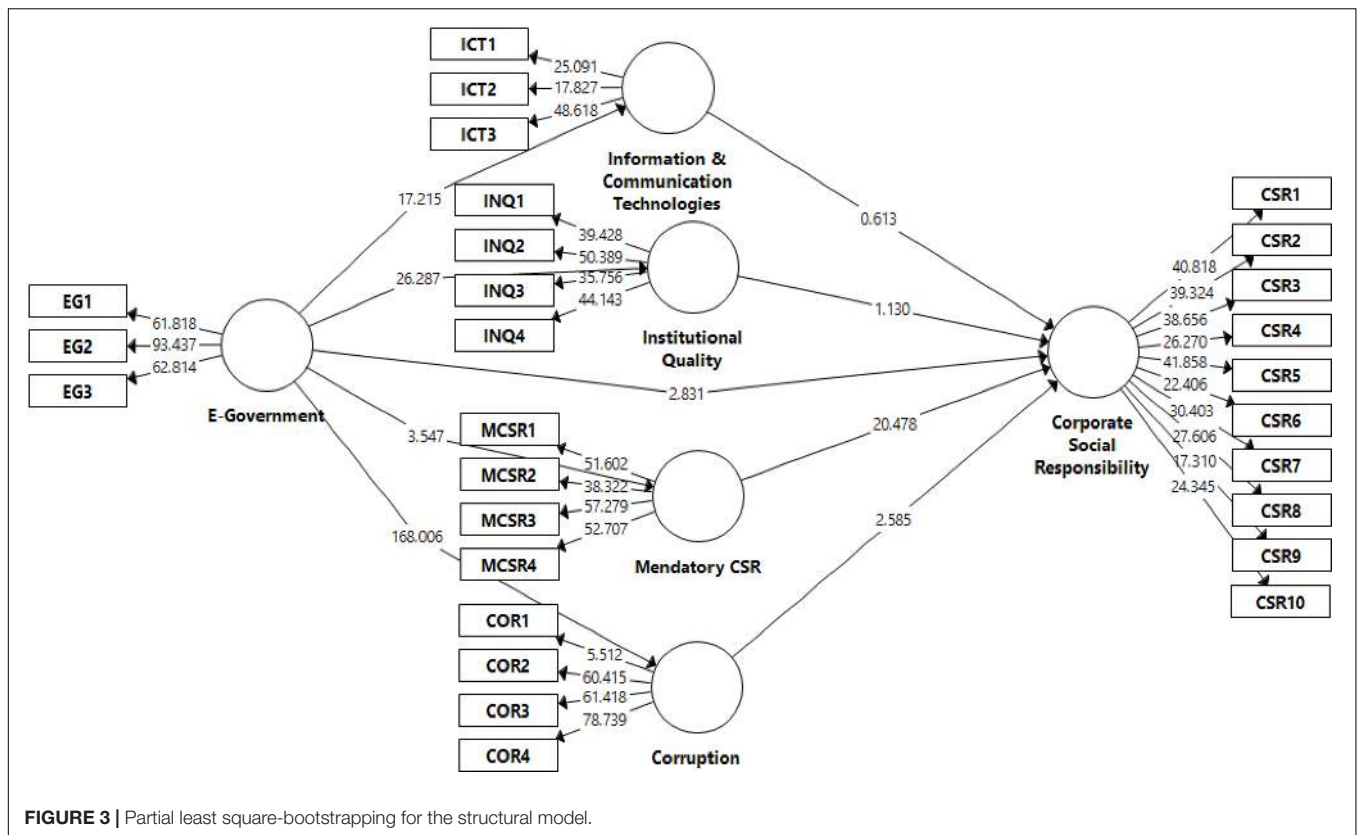 ICT1
ICT2
ICT3
25.091
17.827
48.618
Information &
Communication
Technologies
17.215
0.613
INQ1
INQ2
INQ3
INQ4
39.428
50.389
35.756
44.143
Institutional
Quality
26.287
1.130
EG1
EG2
EG3
61.818
93.437
62.814
E-Government
2.831
3.547
168.006
MCSR1
MCSR2
MCSR3
MCSR4
51.602
38.322
57.279
52.707
Mendatory CSR
20.478
COR1
COR2
COR3
COR4
5.512
60.415
61.418
78.739
Corruption
2.585
Corporate
Social
Responsibility
40.818
39.324
38.656
26.270
41.858
22.406
30.403
27.606
17.310
24.345
CSR1
CSR2
CSR3
CSR4
CSR5
CSR6
CSR7
CSR8
CSR9
CSR10
FIGURE 3 | Partial least square-bootstrapping for the structural model.